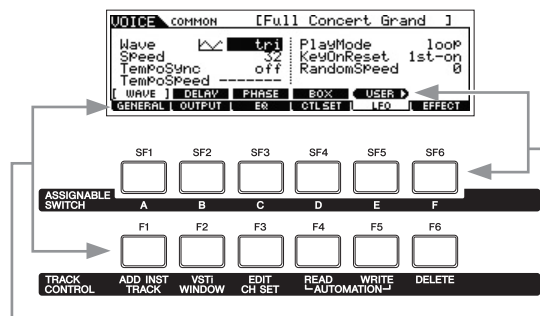 VOICE COMMON [Full Concert Grand ]
Wave tri PlayMode loop
Speed 32 KeyOnReset 1st-on
TempoSync off RandomSpeed 0
TempoSpeed -------
[ WAVE ] DELAY PHASE BOX USER
GENERAL OUTPUT EQ CTLSET LFO EFFECT
SF1 SF2 SF3 SF4 SF5 SF6
ASSIGNABLE SWITCH A B C D E F
F1 F2 F3 F4 F5 F6
TRACK CONTROL ADD INST TRACK VSTi WINDOW EDIT CH SET READ WRITE DELETE
AUTOMATION